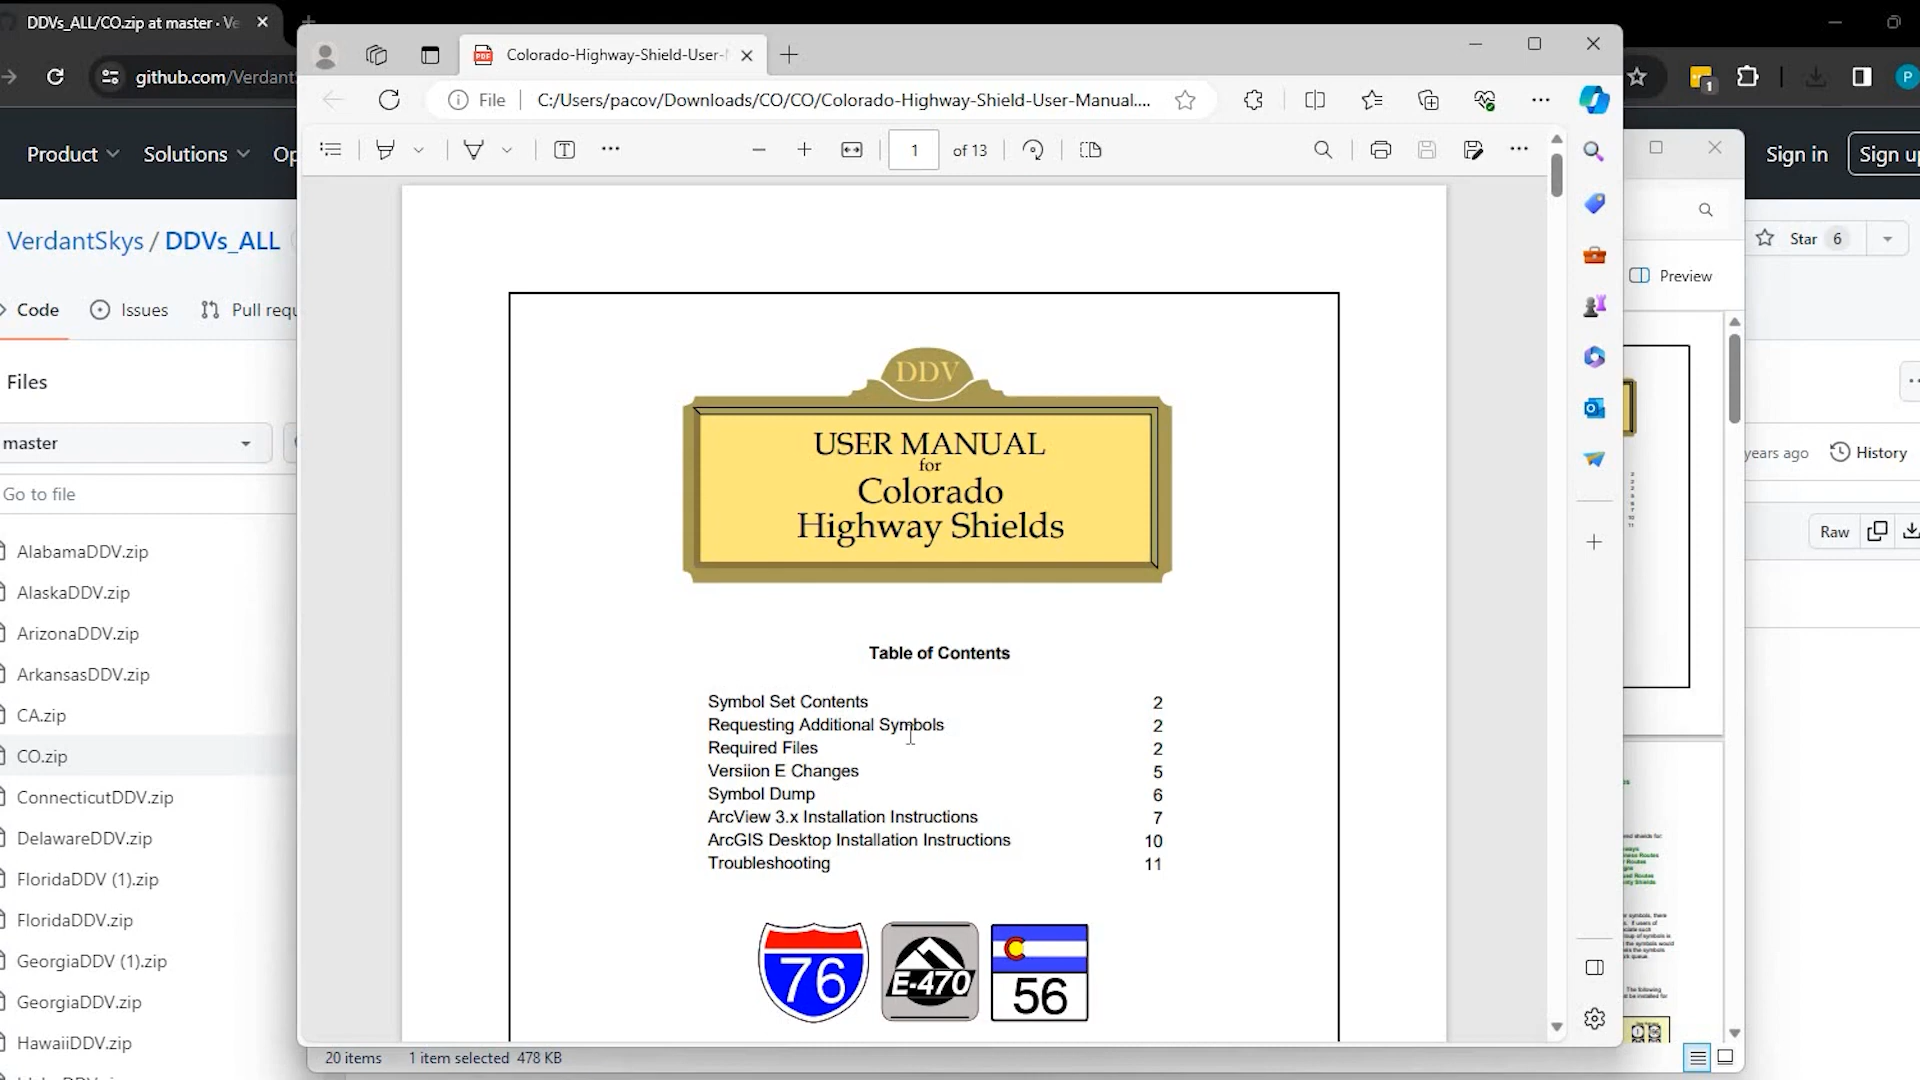 DDVs_ALL/CO.zip at master · Ve
github.com/Verdant
Product
Solutions
Op
Sign in
Sign up
VerdantSkys / DDVs_ALL
Star 6
Code
Issues
Pull requ
Preview
Files
master
Go to file
years ago
History
Raw
AlabamaDDV.zip
AlaskaDDV.zip
ArizonaDDV.zip
ArkansasDDV.zip
CA.zip
CO.zip
ConnecticutDDV.zip
DelawareDDV.zip
FloridaDDV (1).zip
FloridaDDV.zip
GeorgiaDDV (1).zip
GeorgiaDDV.zip
HawaiiDDV.zip
Colorado-Highway-Shield-User-
File
C:/Users/pacov/Downloads/CO/CO/Colorado-Highway-Shield-User-Manual....
1 of 13
DDV
USER MANUAL
for
Colorado
Highway Shields
Table of Contents
Symbol Set Contents 2
Requesting Additional Symbols 2
Required Files 2
Versiion E Changes 5
Symbol Dump 6
ArcView 3.x Installation Instructions 7
ArcGIS Desktop Installation Instructions 10
Troubleshooting 11
76
E-470
56
20 items 1 item selected 478 KB